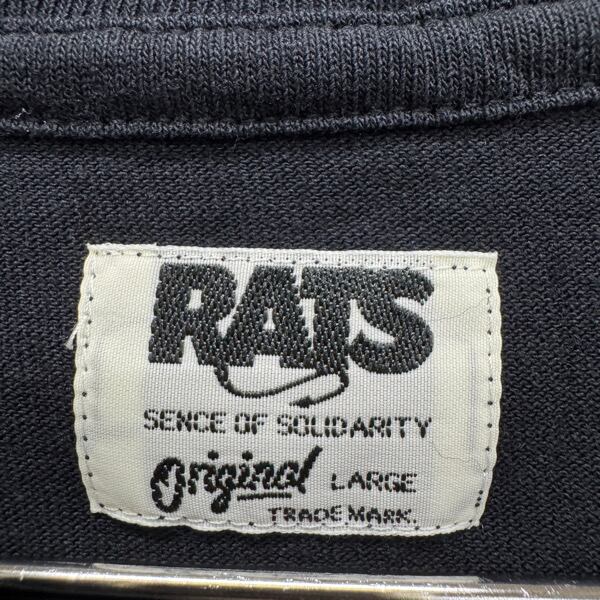 RATS
SENCE OF SOLIDARITY
Original LARGE
TRADE MARK.